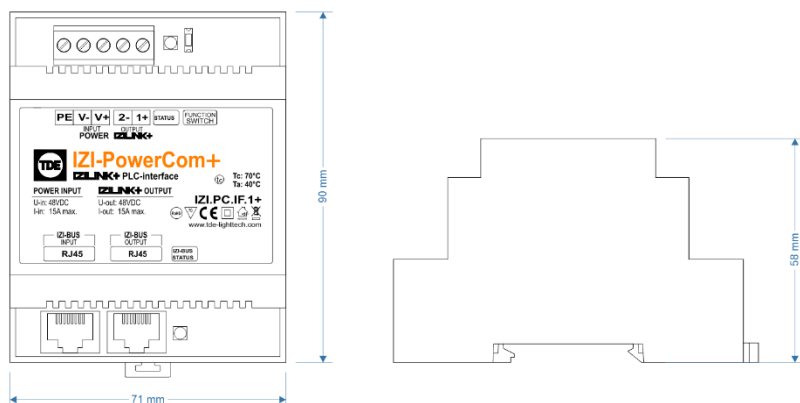 PE V- V+ 2- 1+ STATUS FUNCTION SWITCH
INPUT OUTPUT
POWER IZILINK+
TDE IZI-PowerCom+
IZILINK+ PLC-interface
Tc Tc: 70°C
Ta: 40°C
POWER INPUT IZILINK+ OUTPUT
U-in: 48VDC U-out: 48VDC
I-in: 15A max. I-out: 15A max.
IZI.PC.IF.1+
RoHS CE
www.tde-lighttech.com
IZI-BUS IZI-BUS
INPUT OUTPUT
RJ45 RJ45
IZI-BUS
STATUS
90 mm
58 mm
71 mm